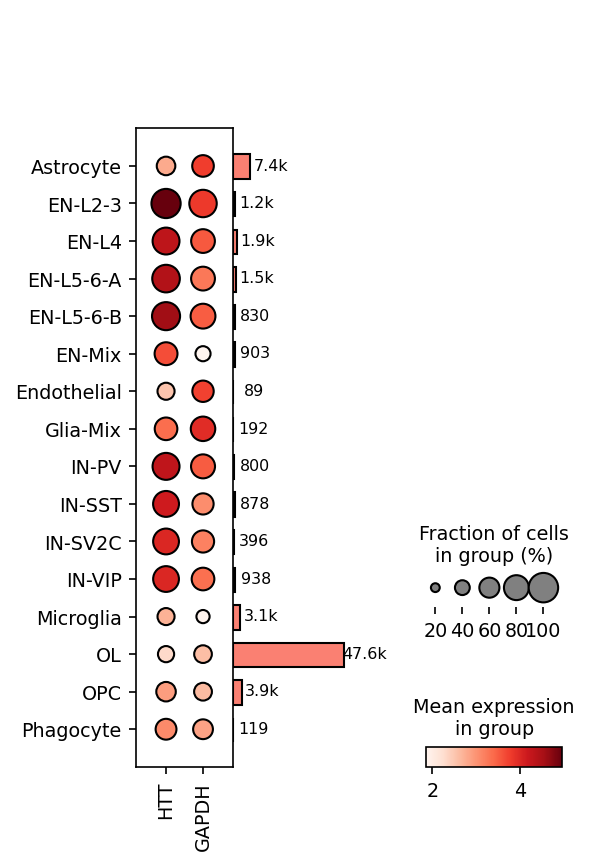 Astrocyte 7.4k
EN-L2-3 1.2k
EN-L4 1.9k
EN-L5-6-A 1.5k
EN-L5-6-B 830
EN-Mix 903
Endothelial 89
Glia-Mix 192
IN-PV 800
IN-SST 878
IN-SV2C 396
IN-VIP 938
Microglia 3.1k
OL 47.6k
OPC 3.9k
Phagocyte 119
HTT GAPDH
Fraction of cells
in group (%)
20 40 60 80 100
Mean expression
in group
2 4